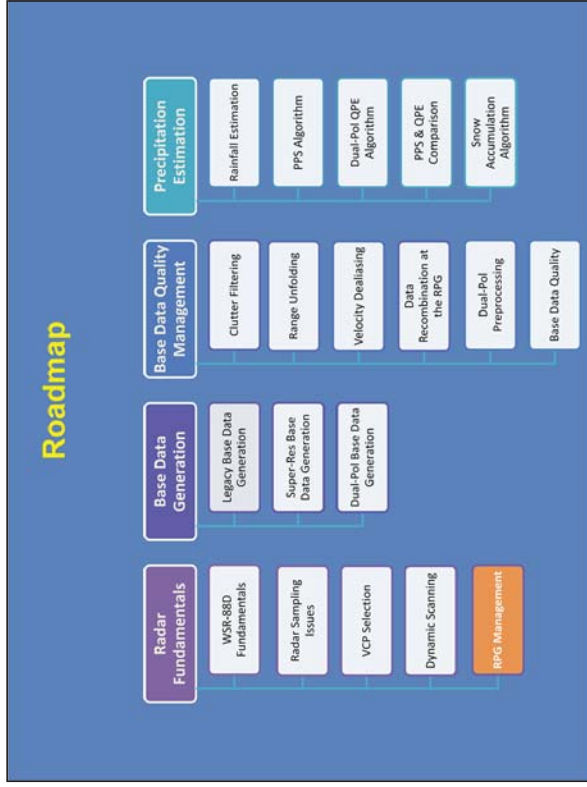 Roadmap
Radar
Fundamentals
WSR-88D
Fundamentals
Radar Sampling
Issues
VCP Selection
Dynamic Scanning
RPG Management
Base Data
Generation
Legacy Base Data
Generation
Super-Res Base
Data Generation
Dual-Pol Base Data
Generation
Base Data Quality
Management
Clutter Filtering
Range Unfolding
Velocity Dealiasing
Data
Recombination at
the RPG
Dual-Pol
Preprocessing
Base Data Quality
Precipitation
Estimation
Rainfall Estimation
PPS Algorithm
Dual-Pol QPE
Algorithm
PPS & QPE
Comparison
Snow
Accumulation
Algorithm